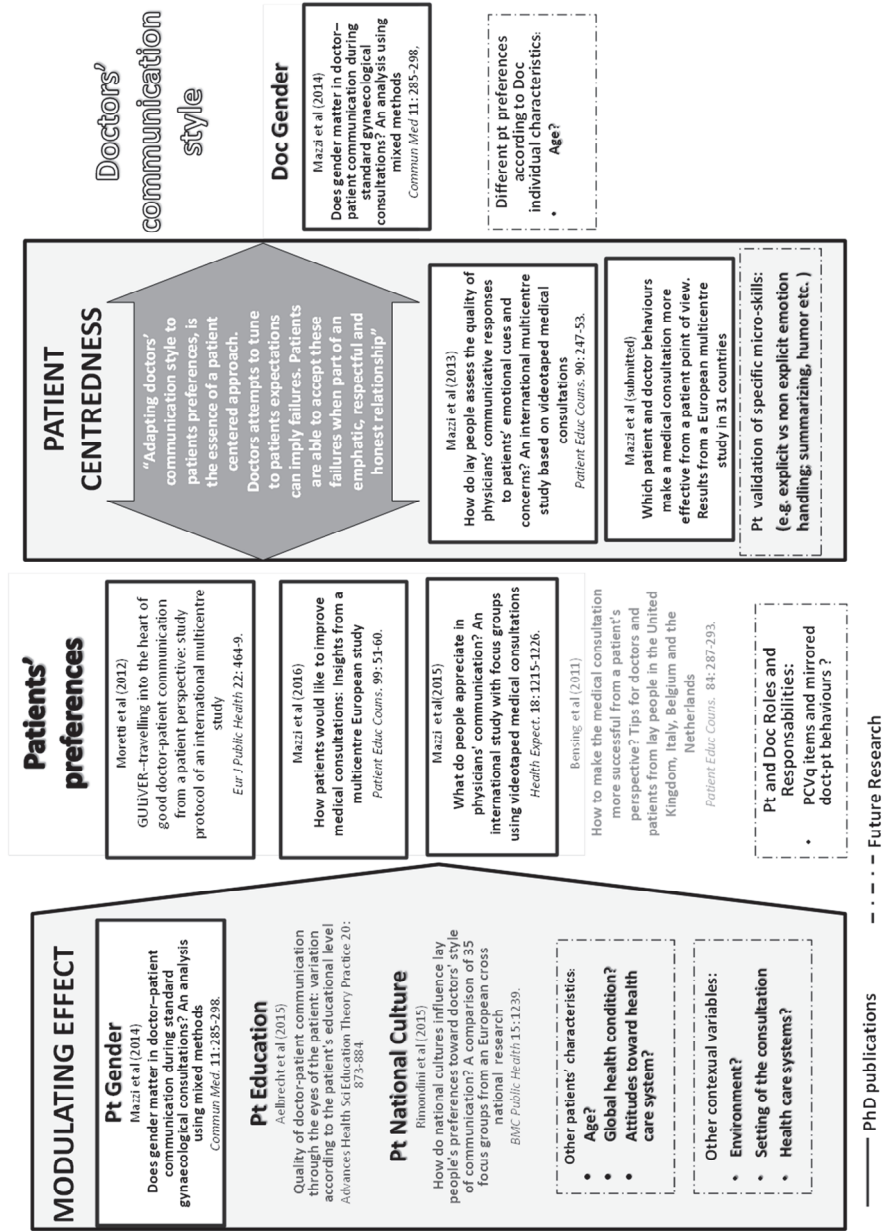 MODULATING EFFECT
Pt Gender
Mazzi et al (2014)
Does gender matter in doctor–patient
communication during standard
gynaecological consultations? An analysis
using mixed methods
Commun Med. 11:285-298.
Pt Education
Aelbrecht et al (2015)
Quality of doctor-patient communication
through the eyes of the patient: variation
according to the patient's educational level
Advances Health Sci Education Theory Practice 20:
873-884.
Pt National Culture
Rimondini et al (2015)
How do national cultures influence lay
people's preferences toward doctors' style
of communication? A comparison of 35
focus groups from an European cross
national research
BMC Public Health 15:1239.
Other patients' characteristics:
• Age?
• Global health condition?
• Attitudes toward health
care system?
Other contexual variables:
• Environment?
• Setting of the consultation
• Health care systems?
Patients'
preferences
Moretti et al (2012)
GULiVER–travelling into the heart of
good doctor-patient communication
from a patient perspective: study
protocol of an international multicentre
study
Eur J Public Health 22: 464-9.
Mazzi et al (2016)
How patients would like to improve
medical consultations: Insights from a
multicentre European study
Patient Educ Couns. 99:51-60.
Mazzi et al(2015)
What do people appreciate in
physicians' communication? An
international study with focus groups
using videotaped medical consultations
Health Expect. 18:1215-1226.
Bensing et al (2011)
How to make the medical consultation
more successful from a patient's
perspective? Tips for doctors and
patients from lay people in the United
Kingdom, Italy, Belgium and the
Netherlands
Patient Educ Couns. 84:287-293.
Pt and Doc Roles and
Responsabilities:
• PCVq items and mirrored
doct-pt behaviours ?
PATIENT
CENTREDNESS
“Adapting doctors'
communication style to
patients preferences, is
the essence of a patient
centered approach.
Doctors attempts to tune
to patients expectations
can imply failures. Patients
are able to accept these
failures when part of an
emphatic, respectful and
honest relationship”
Mazzi et al (2013)
How do lay people assess the quality of
physicians' communicative responses
to patients' emotional cues and
concerns? An international multicentre
study based on videotaped medical
consultations
Patient Educ Couns. 90:247-53.
Mazzi et al (submitted)
Which patient and doctor behaviours
make a medical consultation more
effective from a patient point of view.
Results from a European multicentre
study in 31 countries
Pt validation of specific micro-skills:
(e.g. explicit vs non explicit emotion
handling; summarizing, humor etc. )
Doctors'
communication
style
Doc Gender
Mazzi et al (2014)
Does gender matter in doctor–
patient communication during
standard gynaecological
consultations? An analysis using
mixed methods
Commun Med 11: 285-298.
Different pt preferences
according to Doc
individual characteristics:
• Age?
PhD publications
Future Research